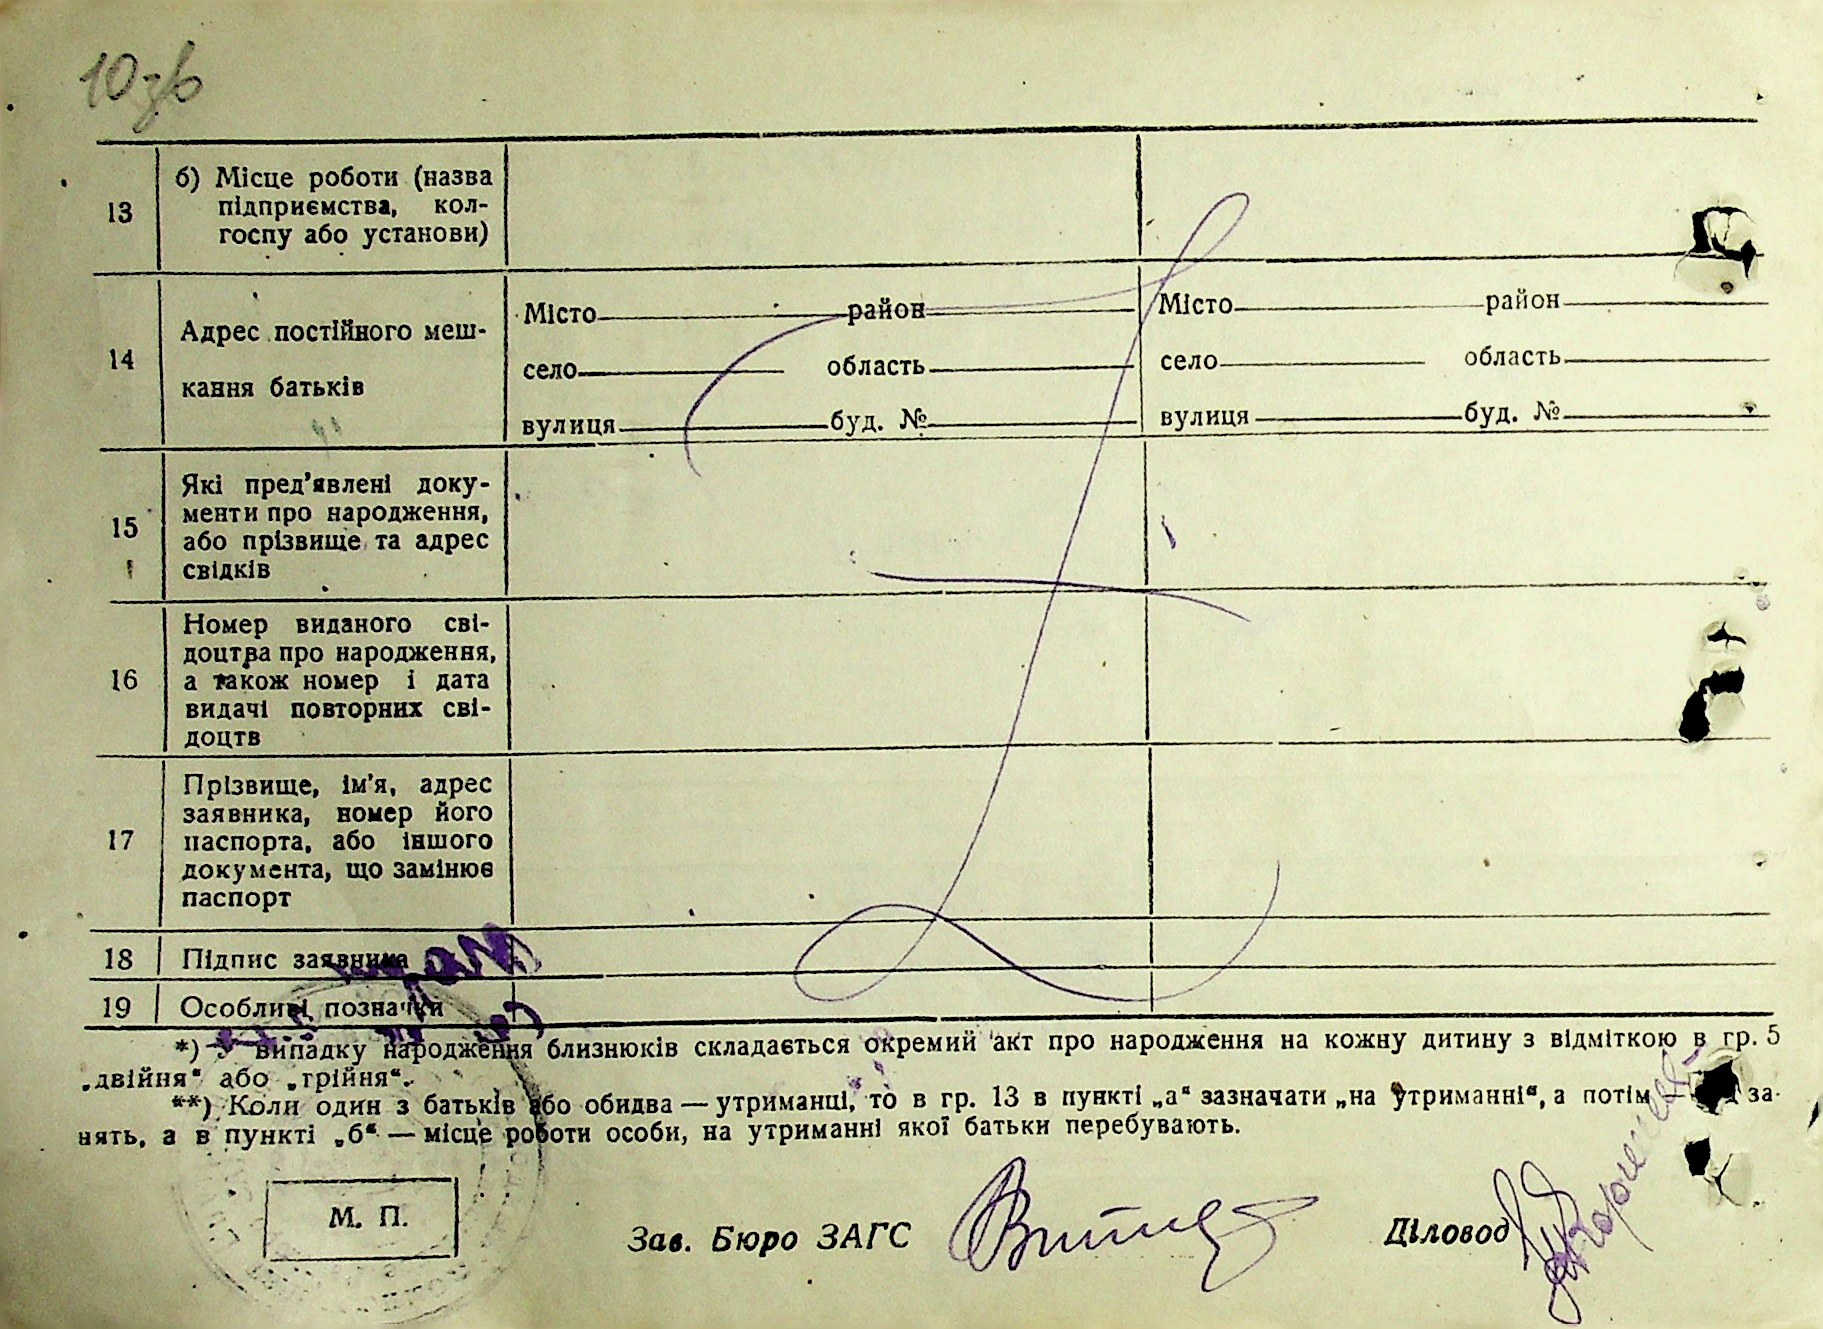 10зв
13 б) Місце роботи (назва
підприємства, кол-
госпу або установи)
14 Адрес постійного меш-
кання батьків
Місто район
село область
вулиця буд. №
Місто район
село область
вулиця буд. №
15 Які пред’явлені доку-
менти про народження,
або прізвище та адрес
свідків
16 Номер виданого сві-
доцтва про народження,
а також номер і дата
видачі повторних сві-
доцтв
17 Прізвище, ім’я, адрес
заявника, номер його
паспорта, або іншого
документа, що замінює
паспорт
18 Підпис заявника
19 Особливі позначки
*) У випадку народження близнюків складається окремий акт про народження на кожну дитину з відміткою в гр. 5
„двійня“ або „трійня“.
**) Коли один з батьків або обидва — утриманці, то в гр. 13 в пункті „а“ зазначати „на утриманні“, а потім — за-
нять, а в пункті „б“ — місце роботи особи, на утриманні якої батьки перебувають.
М. П.
Зав. Бюро ЗАГС
Діловод